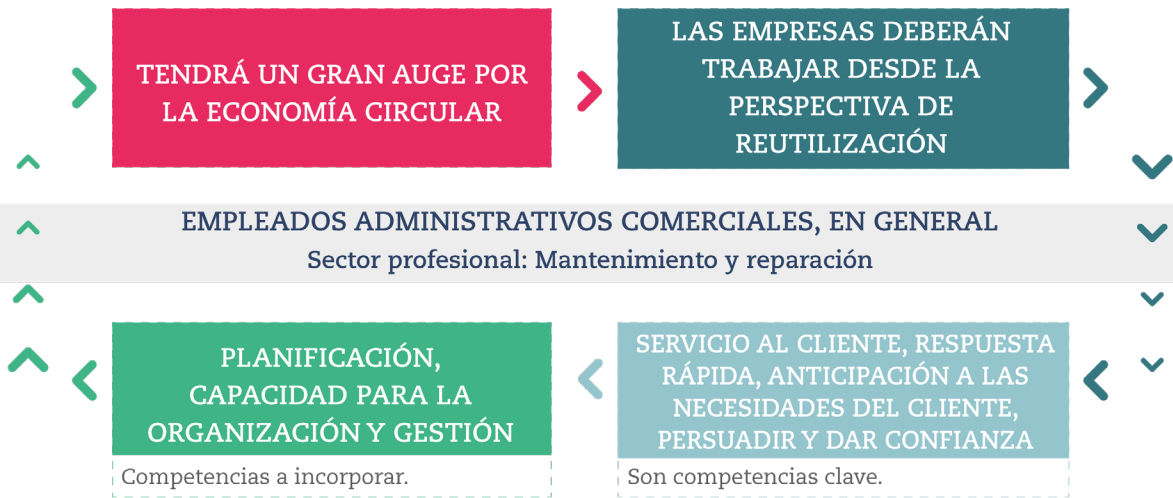 TENDRÁ UN GRAN AUGE POR
LA ECONOMÍA CIRCULAR
LAS EMPRESAS DEBERÁN
TRABAJAR DESDE LA
PERSPECTIVA DE
REUTILIZACIÓN
EMPLEADOS ADMINISTRATIVOS COMERCIALES, EN GENERAL
Sector profesional: Mantenimiento y reparación
PLANIFICACIÓN,
CAPACIDAD PARA LA
ORGANIZACIÓN Y GESTIÓN
Competencias a incorporar.
SERVICIO AL CLIENTE, RESPUESTA
RÁPIDA, ANTICIPACIÓN A LAS
NECESIDADES DEL CLIENTE,
PERSUADIR Y DAR CONFIANZA
Son competencias clave.